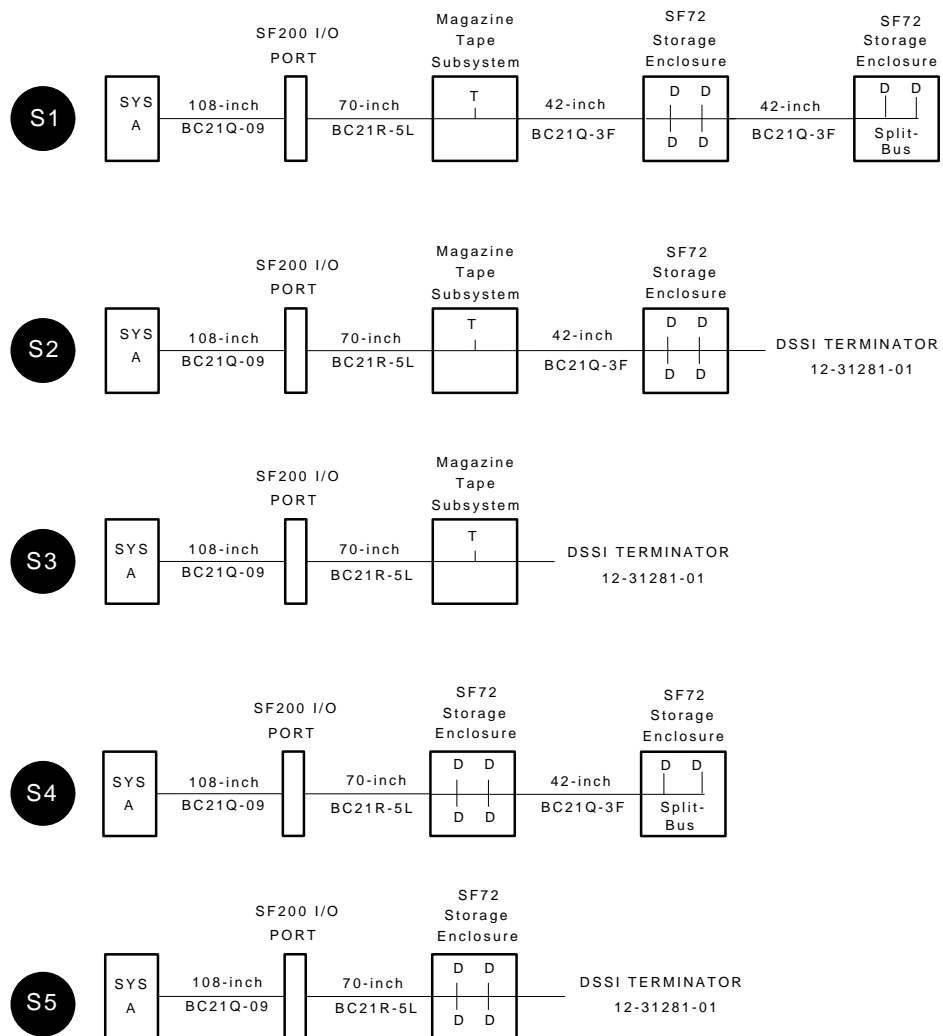 S1
SYS
A
108-inch
BC21Q-09
SF200 I/O
PORT
70-inch
BC21R-5L
Magazine
Tape
Subsystem
T
42-inch
BC21Q-3F
SF72
Storage
Enclosure
D D
D D
42-inch
BC21Q-3F
SF72
Storage
Enclosure
D D
Split-
Bus
S2
SYS
A
108-inch
BC21Q-09
SF200 I/O
PORT
70-inch
BC21R-5L
Magazine
Tape
Subsystem
T
42-inch
BC21Q-3F
SF72
Storage
Enclosure
D D
D D
DSSI TERMINATOR
12-31281-01
S3
SYS
A
108-inch
BC21Q-09
SF200 I/O
PORT
70-inch
BC21R-5L
Magazine
Tape
Subsystem
T
DSSI TERMINATOR
12-31281-01
S4
SYS
A
108-inch
BC21Q-09
SF200 I/O
PORT
70-inch
BC21R-5L
SF72
Storage
Enclosure
D D
D D
42-inch
BC21Q-3F
SF72
Storage
Enclosure
D D
Split-
Bus
S5
SYS
A
108-inch
BC21Q-09
SF200 I/O
PORT
70-inch
BC21R-5L
SF72
Storage
Enclosure
D D
D D
DSSI TERMINATOR
12-31281-01